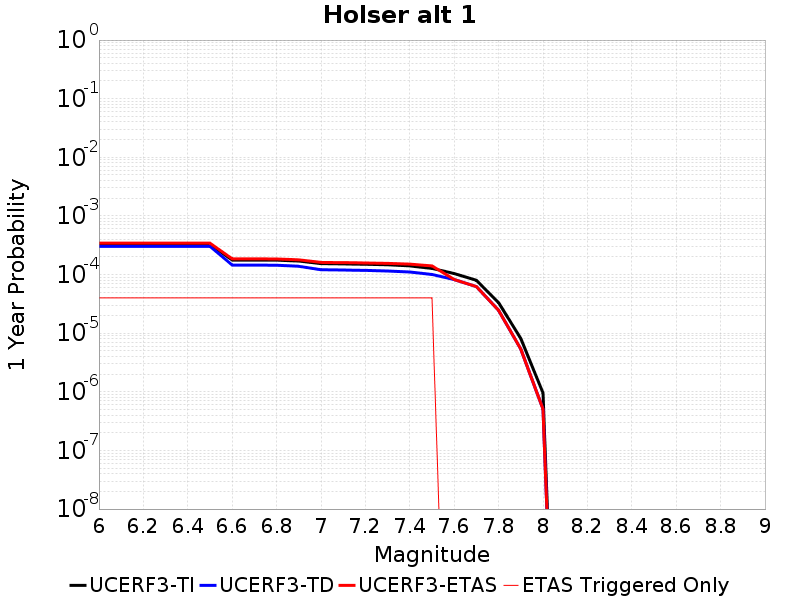 Holser alt 1
1 Year Probability
10^0
10^-1
10^-2
10^-3
10^-4
10^-5
10^-6
10^-7
10^-8
6 6.2 6.4 6.6 6.8 7 7.2 7.4 7.6 7.8 8 8.2 8.4 8.6 8.8 9
Magnitude
UCERF3-TI UCERF3-TD UCERF3-ETAS ETAS Triggered Only